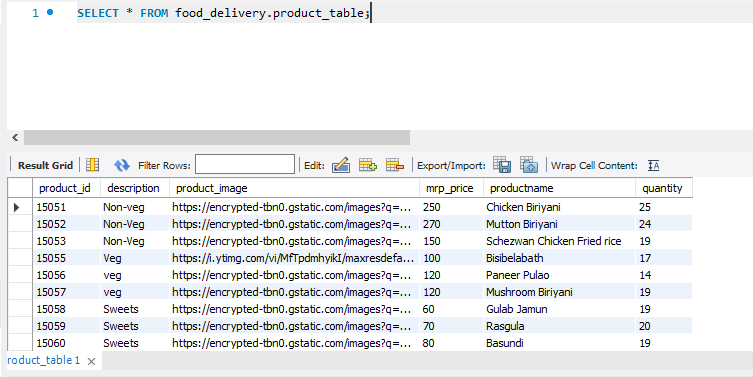 1 SELECT * FROM food_delivery.product_table;
Result Grid Filter Rows: Edit: Export/Import: Wrap Cell Content: IA
product_id description product_image mrp_price productname quantity
15051 Non-veg https://encrypted-tbn0.gstatic.com/images?q=... 250 Chicken Biriyani 25
15052 Non-Veg https://encrypted-tbn0.gstatic.com/images?q=... 270 Mutton Biriyani 24
15053 Non-Veg https://encrypted-tbn0.gstatic.com/images?q=... 150 Schezwan Chicken Fried rice 19
15055 Veg https://i.ytimg.com/vi/MfTpdmhyikI/maxresdefa... 100 Bisibelabath 17
15056 veg https://encrypted-tbn0.gstatic.com/images?q=... 120 Paneer Pulao 14
15057 veg https://encrypted-tbn0.gstatic.com/images?q=... 120 Mushroom Biriyani 19
15058 Sweets https://encrypted-tbn0.gstatic.com/images?q=... 60 Gulab Jamun 19
15059 Sweets https://encrypted-tbn0.gstatic.com/images?q=... 70 Rasgula 20
15060 Sweets https://encrypted-tbn0.gstatic.com/images?q=... 80 Basundi 19
roduct_table 1